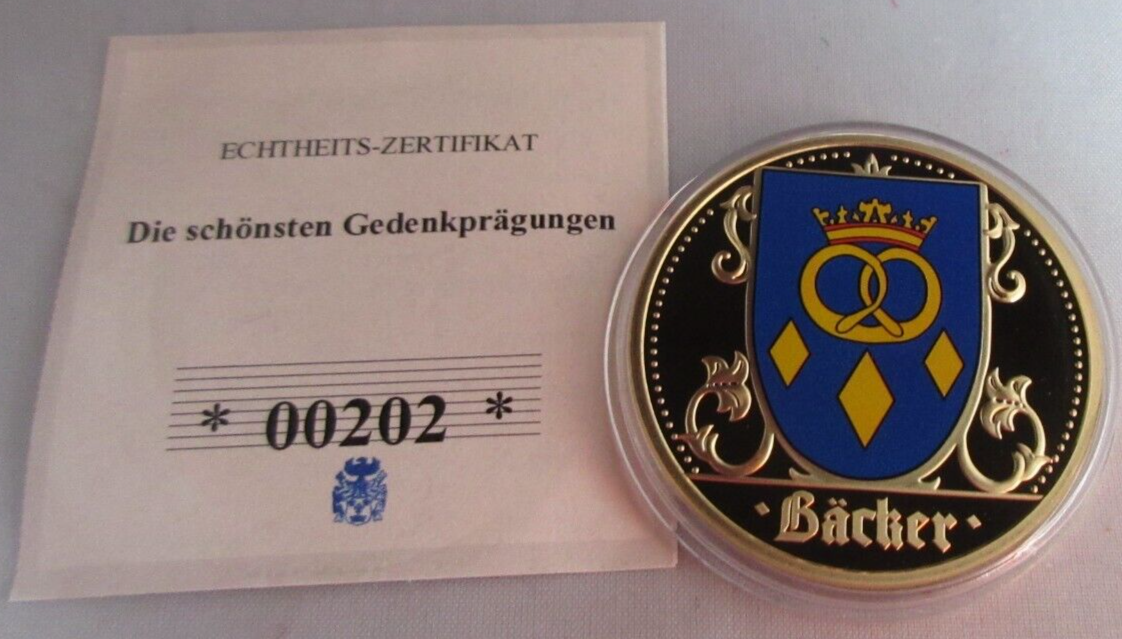 ECHTHEITS-ZERTIFIKAT
Die schönsten Gedenkprägungen
* 00202 *
· Bäcker ·